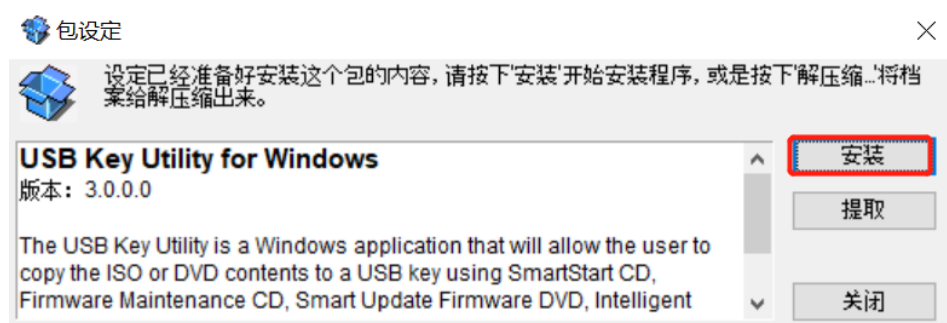 包设定
设定已经准备好安装这个包的内容，请按下'安装'开始安装程序，或是按下'解压缩...'将档
案给解压缩出来。
USB Key Utility for Windows
版本：3.0.0.0
The USB Key Utility is a Windows application that will allow the user to
copy the ISO or DVD contents to a USB key using SmartStart CD,
Firmware Maintenance CD, Smart Update Firmware DVD, Intelligent
安装
提取
关闭